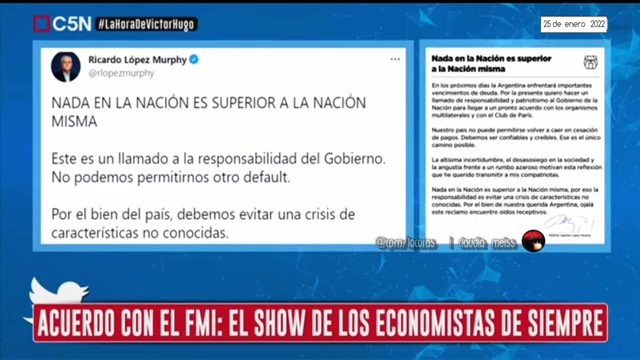 C5N
#LaHoraDeVictorHugo
25 de enero 2022
Ricardo López Murphy
@rlopezmurphy
NADA EN LA NACIÓN ES SUPERIOR A LA NACIÓN
MISMA
Este es un llamado a la responsabilidad del Gobierno.
No podemos permitirnos otro default.
Por el bien del país, debemos evitar una crisis de
características no conocidas.
Nada en la Nación es superior
a la Nación misma
En los próximos días la Argentina enfrentará importantes
vencimientos de deuda. Por la presente quiero hacer un
llamado de responsabilidad y patriotismo al Gobierno de la
Nación para llegar a un pronto acuerdo con los organismos
multilaterales y con el Club de París.
Nuestro país no puede permitirse volver a caer en cesación
de pagos. Debemos ser confiables y creíbles. Ese es el único
camino posible.
La altísima incertidumbre, el desasosiego en la sociedad y
la angustia frente a un rumbo azaroso motivan esta reflexión
que he querido transmitir a mis compatriotas.
Nada en la Nación es superior a la Nación misma, por eso la
responsabilidad es evitar una crisis de características no
conocidas. Por el bien de nuestra querida Argentina, ojalá
este reclamo encuentre oídos receptivos.
@rpm7locuras | claudia meiss
ACUERDO CON EL FMI: EL SHOW DE LOS ECONOMISTAS DE SIEMPRE